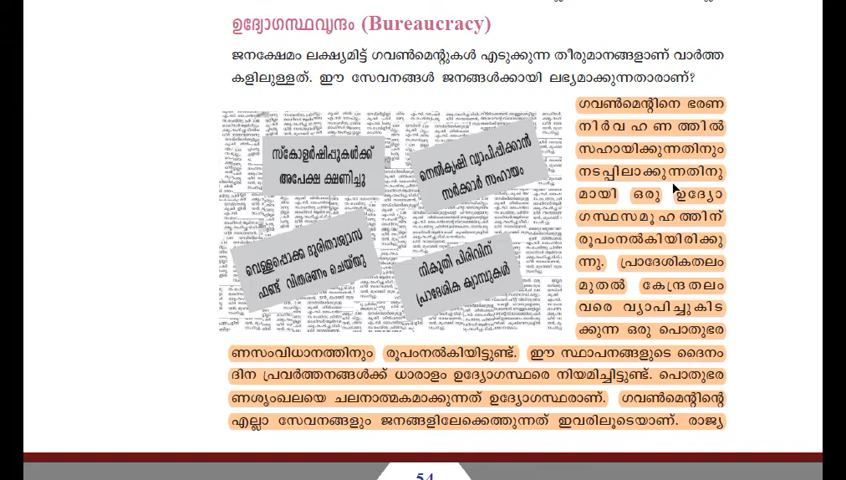 ഉദ്യോഗസ്ഥവൃന്ദം (Bureaucracy)
ജനക്ഷേമം ലക്ഷ്യമിട്ട് ഗവൺമെന്റുകൾ എടുക്കുന്ന തീരുമാനങ്ങളാണ് വാർത്ത
കളിലുള്ളത്. ഈ സേവനങ്ങൾ ജനങ്ങൾക്കായി ലഭ്യമാക്കുന്നതാരാണ്?
സ്കോളർഷിപ്പുകൾക്ക്
അപേക്ഷ ക്ഷണിച്ചു
നെൽകൃഷി വ്യാപിപ്പിക്കാൻ
സർക്കാർ സഹായം
വെള്ളപ്പൊക്ക ദുരിതാശ്വാസ
ഫണ്ട് വിതരണം ചെയ്തു
നികുതി പിരിവിന്
പ്രാദേശിക ക്യാമ്പുകൾ
ഗവൺമെന്റിനെ ഭരണ
നിർവഹണത്തിൽ
സഹായിക്കുന്നതിനും
നടപ്പിലാക്കുന്നതിനു
മായി ഒരു ഉദ്യോ
ഗസ്ഥസമൂഹത്തിന്
രൂപംനൽകിയിരിക്കു
ന്നു. പ്രാദേശികതലം
മുതൽ കേന്ദ്രതലം
വരെ വ്യാപിച്ചുകിട
ക്കുന്ന ഒരു പൊതുഭര
ണസംവിധാനത്തിനും രൂപംനൽകിയിട്ടുണ്ട്. ഈ സ്ഥാപനങ്ങളുടെ ദൈനം
ദിന പ്രവർത്തനങ്ങൾക്ക് ധാരാളം ഉദ്യോഗസ്ഥരെ നിയമിച്ചിട്ടുണ്ട്. പൊതുഭര
ണശൃംഖലയെ ചലനാത്മകമാക്കുന്നത് ഉദ്യോഗസ്ഥരാണ്. ഗവൺമെന്റിന്റെ
എല്ലാ സേവനങ്ങളും ജനങ്ങളിലേക്കെത്തുന്നത് ഇവരിലൂടെയാണ്. രാജ്യ
54